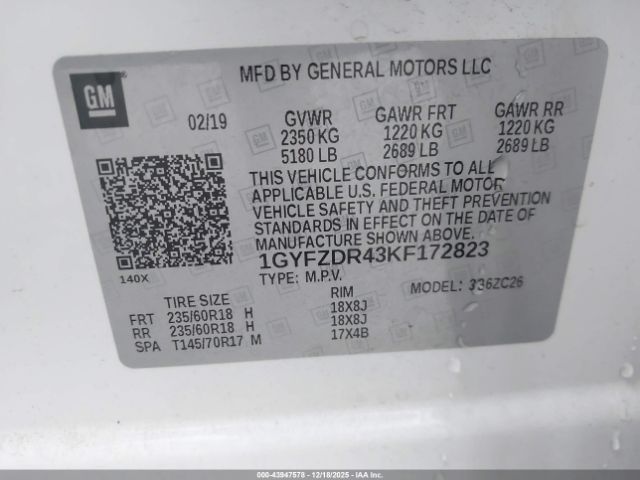 GM
MFD BY GENERAL MOTORS LLC
02/19 GVWR GAWR FRT GAWR RR
2350 KG 1220 KG 1220 KG
5180 LB 2689 LB 2689 LB
THIS VEHICLE CONFORMS TO ALL
APPLICABLE U.S. FEDERAL MOTOR
VEHICLE SAFETY AND THEFT PREVENTION
STANDARDS IN EFFECT ON THE DATE OF
MANUFACTURE SHOWN ABOVE.
1GYFZDR43KF172823
140X TYPE: M.P.V. MODEL: 336ZC26
TIRE SIZE RIM
FRT 235/60R18 H 18X8J
RR 235/60R18 H 18X8J
SPA T145/70R17 M 17X4B
000-43947578 | 12/18/2025 | IAA Inc.